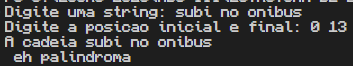 Digite uma string: subi no onibus
Digite a posicao inicial e final: 0 13
A cadeia subi no onibus
 eh palindroma